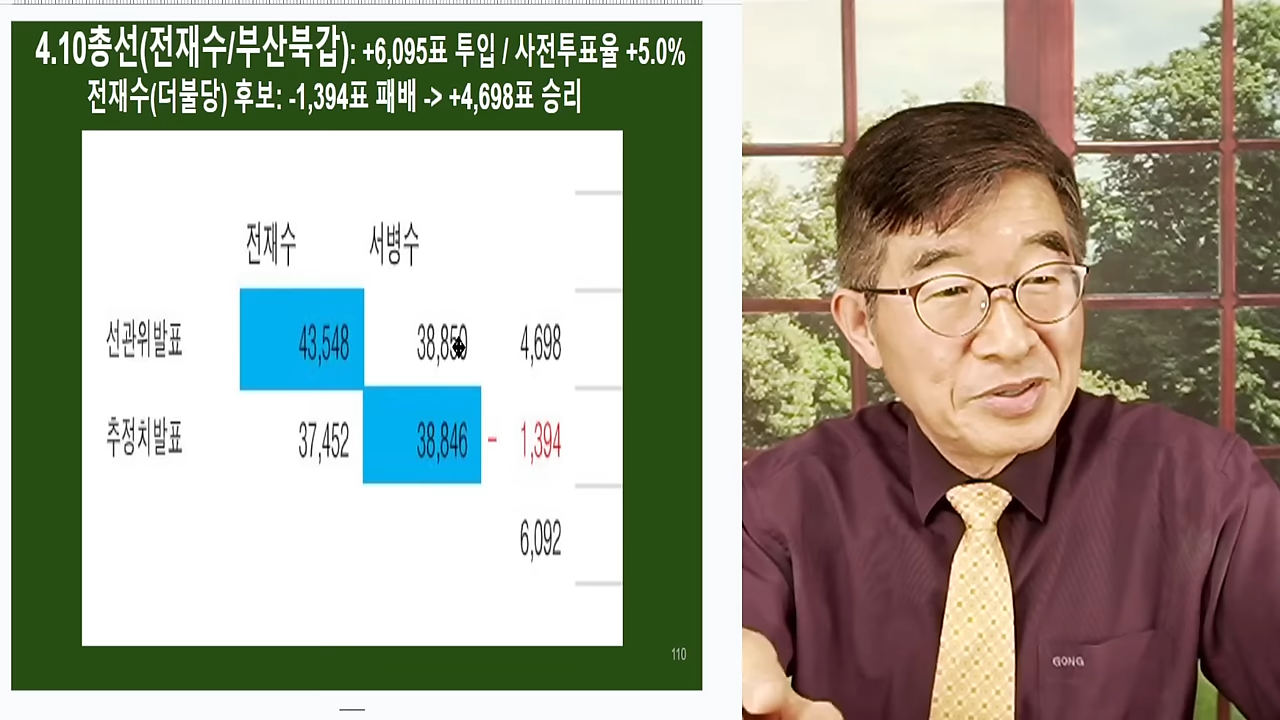 4.10총선(전재수/부산북갑): +6,095표 투입 / 사전투표율 +5.0%
전재수(더불당) 후보: -1,394표 패배 -> +4,698표 승리
전재수 서병수
선관위발표 43,548 38,850 4,698
추정치발표 37,452 38,846 - 1,394
6,092
110
GONG